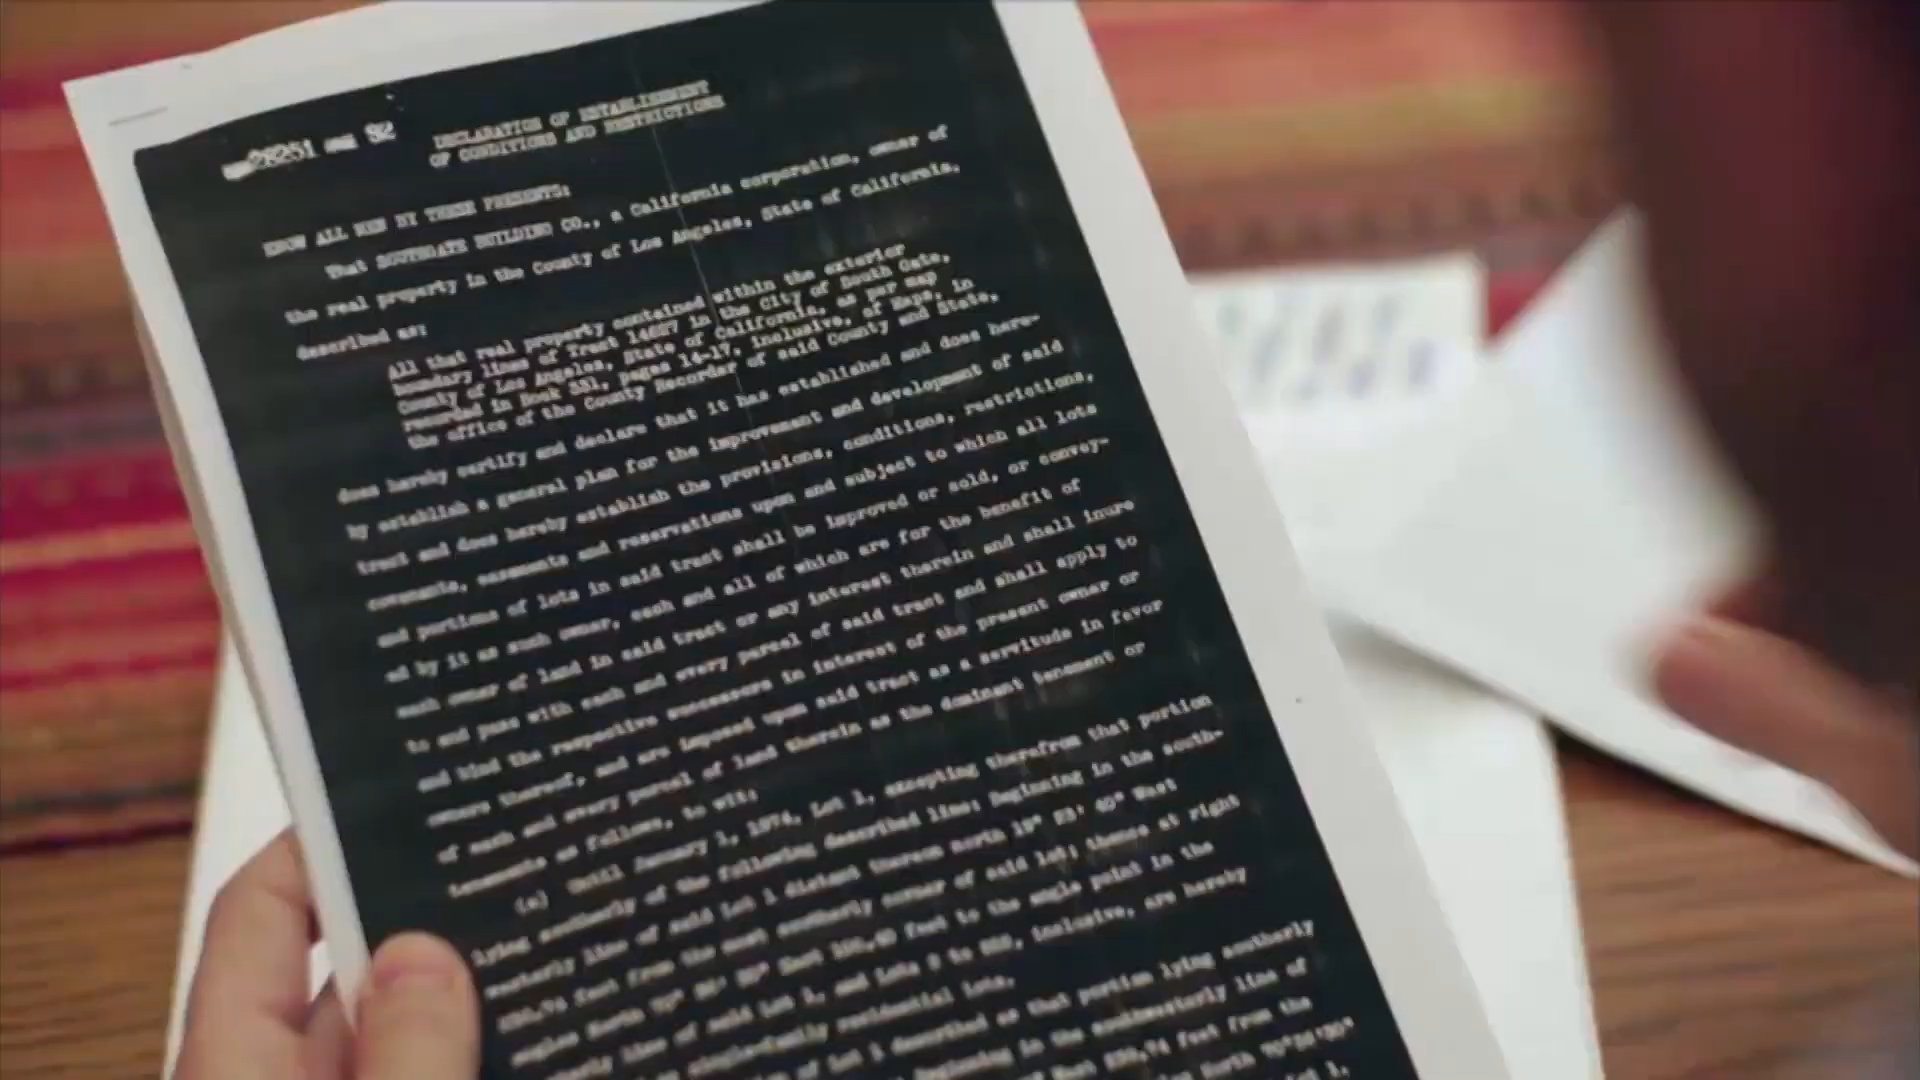 28251 92
DECLARATION OF ESTABLISHMENT
OF CONDITIONS AND RESTRICTIONS
KNOW ALL MEN BY THESE PRESENTS:
That SOUTHGATE BUILDING CO., a California corporation, owner of
the real property in the County of Los Angeles, State of California,
described as:
All that real property contained within the exterior
boundary lines of Tract 14627 in the City of South Gate,
County of Los Angeles, State of California, as per map
recorded in Book 331, pages 14-17, inclusive, of Maps, in
the office of the County Recorder of said County and State,
does hereby certify and declare that it has established and does here-
by establish a general plan for the improvement and development of said
tract and does hereby establish the provisions, conditions, restrictions,
covenants, easements and reservations upon and subject to which all lots
and portions of lots in said tract shall be improved or sold, or convey-
ed by it as such owner, each and all of which are for the benefit of
each owner of land in said tract or any interest therein and shall inure
to and pass with each and every parcel of said tract and shall apply to
and bind the respective successors in interest of the present owner or
owners thereof, and are imposed upon said tract as a servitude in favor
of each and every parcel of land therein as the dominant tenement or
tenements as follows, to wit:
(a) Until January 1, 1974, Lot 1, excepting therefrom that portion
lying southerly of the following described line: Beginning in the south-
westerly line of said Lot 1 distant thereon north 19° 23' 40" West
feet from the most southerly corner of said lot; thence at right
angles North East feet to the angle point in the
line of said Lot 1, and Lots 2 to inclusive, are hereby
single-family residential lots.
of Lot 1 described as that portion lying southerly
Beginning in the southwesterly line of
West feet from the
North
Lot 1,